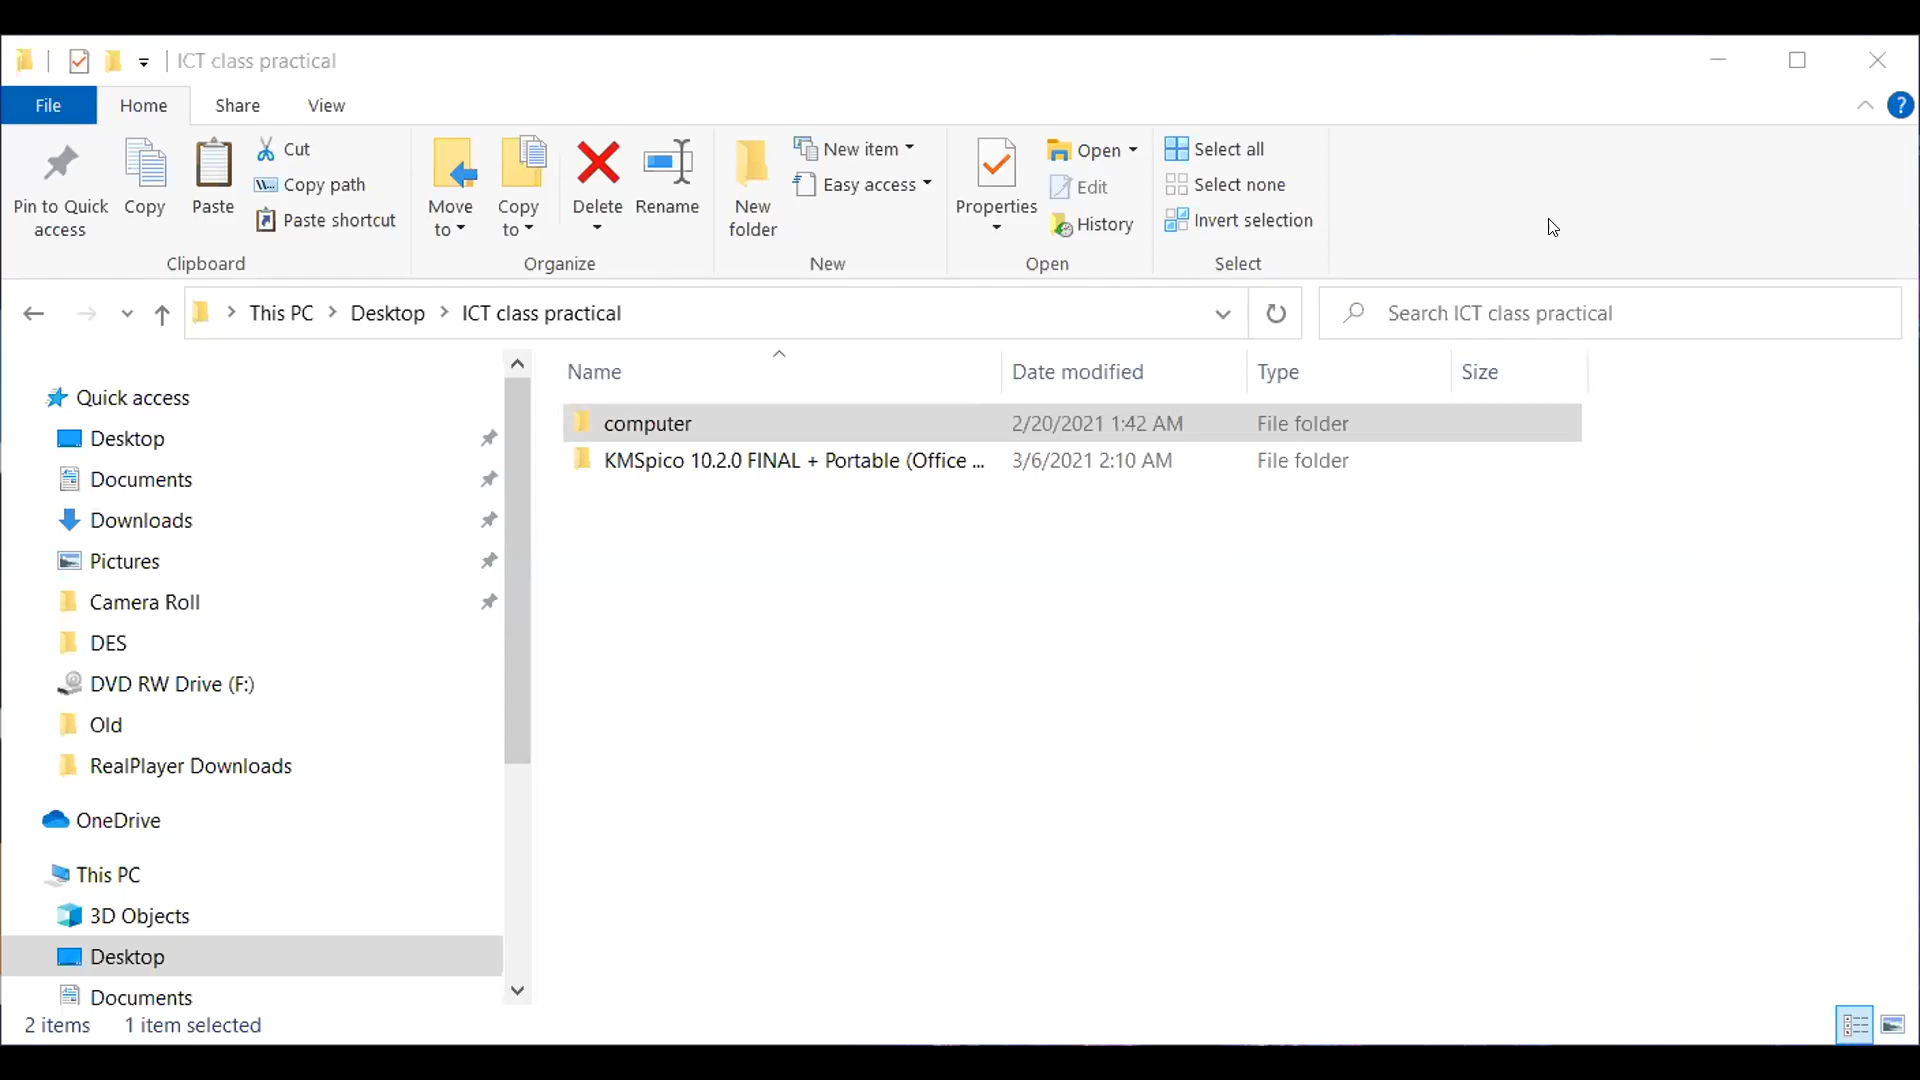 ICT class practical
File Home Share View
Pin to Quick access
Copy
Paste
Cut
Copy path
Paste shortcut
Clipboard
Move to
Copy to
Delete
Rename
Organize
New folder
New item
Easy access
New
Properties
Open
Edit
History
Open
Select all
Select none
Invert selection
Select
This PC > Desktop > ICT class practical
Search ICT class practical
Name Date modified Type Size
computer 2/20/2021 1:42 AM File folder
KMSpico 10.2.0 FINAL + Portable (Office ... 3/6/2021 2:10 AM File folder
Quick access
Desktop
Documents
Downloads
Pictures
Camera Roll
DES
DVD RW Drive (F:)
Old
RealPlayer Downloads
OneDrive
This PC
3D Objects
Desktop
Documents
2 items 1 item selected